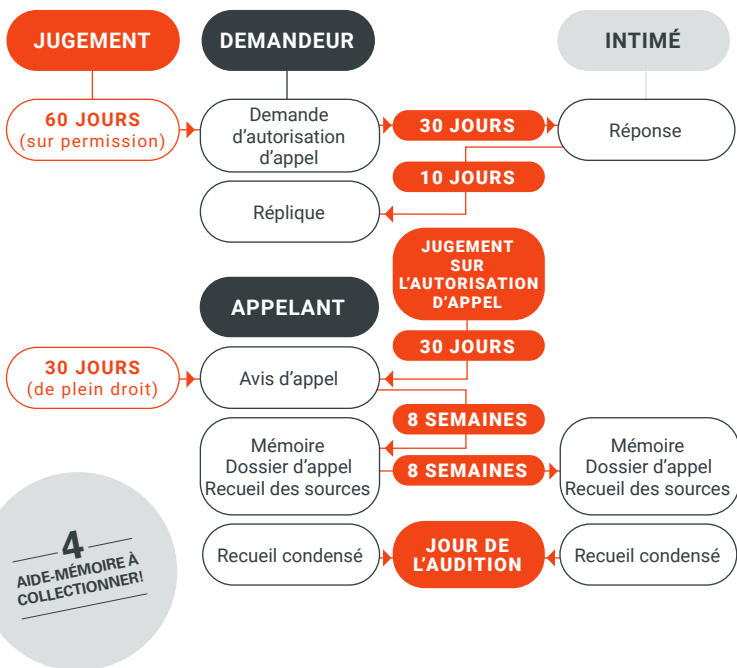 JUGEMENT
DEMANDEUR
INTIMÉ
60 JOURS
(sur permission)
Demande
d'autorisation
d'appel
30 JOURS
Réponse
10 JOURS
Réplique
JUGEMENT
SUR
L'AUTORISATION
D'APPEL
APPELANT
30 JOURS
30 JOURS
(de plein droit)
Avis d'appel
8 SEMAINES
Mémoire
Dossier d'appel
Recueil des sources
8 SEMAINES
Mémoire
Dossier d'appel
Recueil des sources
4
AIDE-MÉMOIRE À
COLLECTIONNER!
Recueil condensé
JOUR DE
L'AUDITION
Recueil condensé